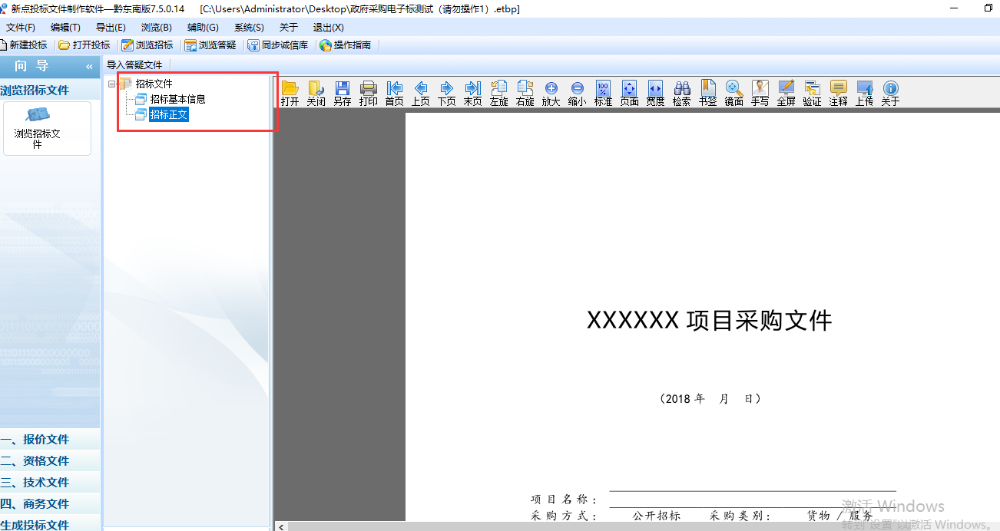 新点投标文件制作软件—黔东南版7.5.0.14 [C:\Users\Administrator\Desktop\政府采购电子标测试（请勿操作1）.etbp]
文件(F) 编辑(T) 导出(E) 浏览(B) 辅助(G) 系统(S) 关于 退出(X)
新建投标 打开投标 浏览招标 浏览答疑 同步诚信库 操作指南
向 导 «
导入答疑文件
浏览招标文件
浏览招标文
件
招标文件
招标基本信息
招标正文
打开 关闭 另存 打印 首页 上页 下页 末页 左旋 右旋 放大 缩小 标准 页面 宽度 检索 书签 镜面 手写 全屏 验证 注释 上传 关于
100
%
XXXXXX 项目采购文件
（2018 年 月 日）
项目名称：
采购方式： 公开招标 采购类别： 货物 / 服务
一、报价文件
二、资格文件
三、技术文件
四、商务文件
生成投标文件
激活 Windows
转到"设置"以激活 Windows。